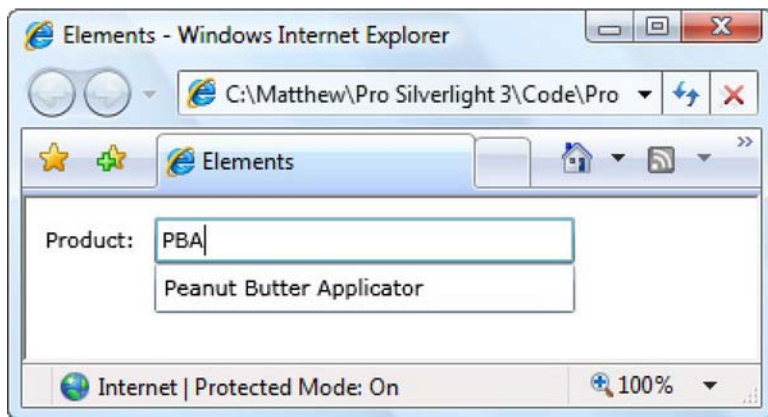 Elements - Windows Internet Explorer
C:\Matthew\Pro Silverlight 3\Code\Pro
Elements
Product: PBA
Peanut Butter Applicator
Internet | Protected Mode: On 100%